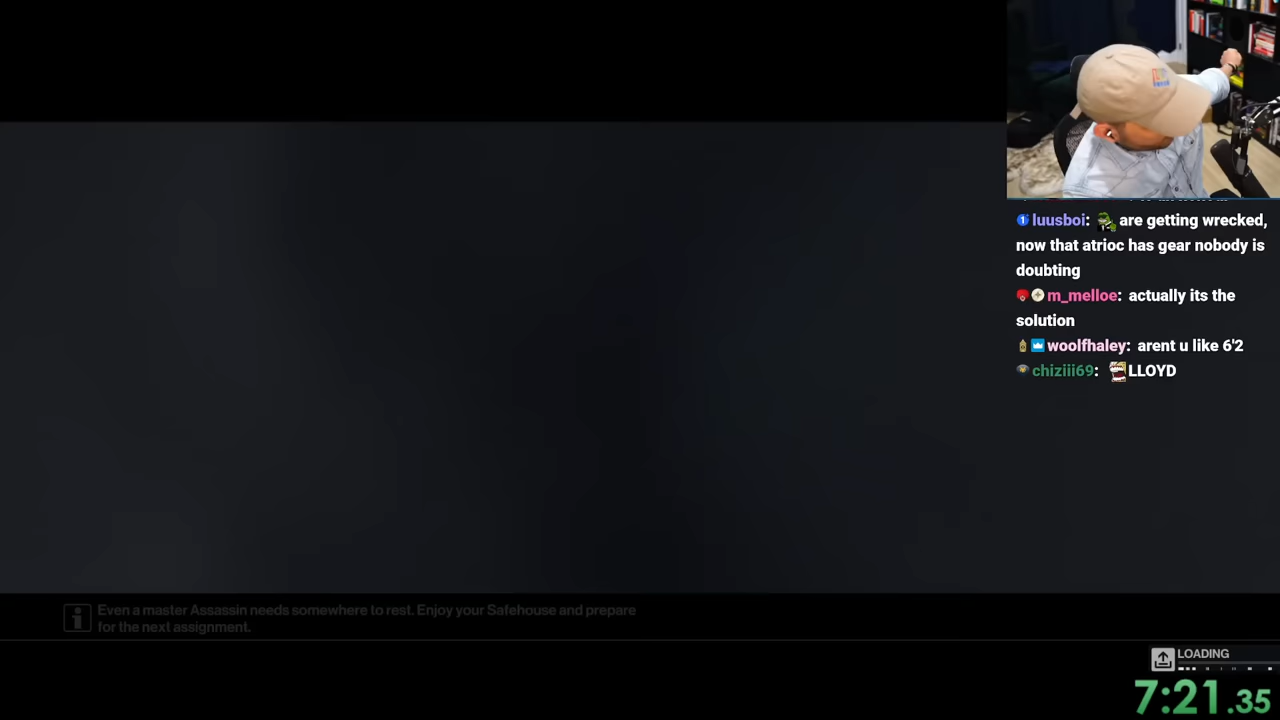 luusboi: are getting wrecked,
now that atrioc has gear nobody is
doubting
m_melloe: actually its the
solution
woolfhaley: arent u like 6'2
chiziii69: LLOYD
Even a master Assassin needs somewhere to rest. Enjoy your Safehouse and prepare
for the next assignment.
LOADING
7:21.35